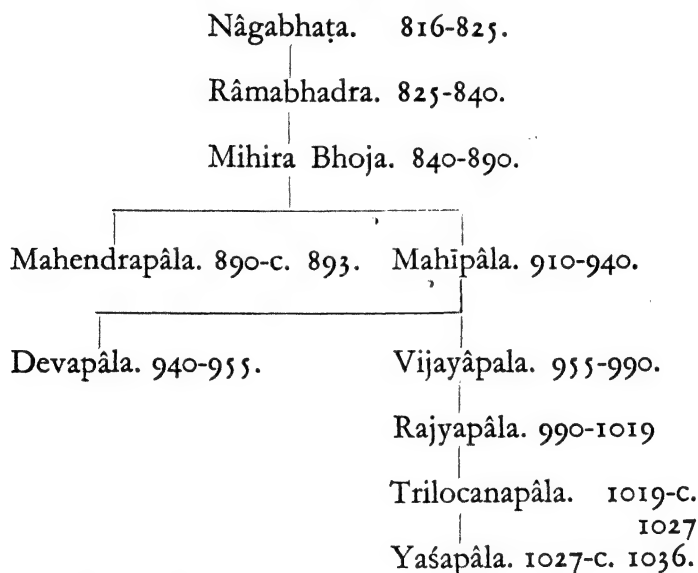 Nâgabhaṭa. 816-825.
Râmabhadra. 825-840.
Mihira Bhoja. 840-890.
Mahendrapâla. 890-c. 893. Mahīpâla. 910-940.
Devapâla. 940-955. Vijayâpala. 955-990.
Rajyapâla. 990-1019
Trilocanapâla. 1019-c.
1027
Yaśapâla. 1027-c. 1036.